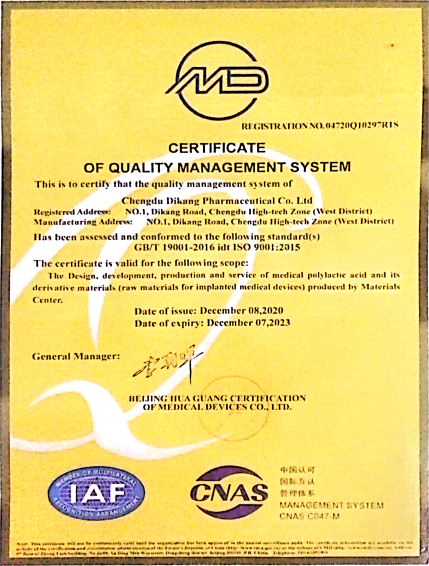 MD
REGISTRATION NO. 04720Q10297R1S
CERTIFICATE
OF QUALITY MANAGEMENT SYSTEM
This is to certify that the quality management system of
Chengdu Dikang Pharmaceutical Co. Ltd
Registered Address: NO.1, Dikang Road, Chengdu High-tech Zone (West District)
Manufacturing Address: NO.1, Dikang Road, Chengdu High-tech Zone (West District)
Has been assessed and conformed to the following standard(s)
GB/T 19001-2016 idt ISO 9001:2015
The certificate is valid for the following scope:
The Design, development, production and service of medical polylactic acid and its
derivative materials (raw materials for implanted medical devices) produced by Materials
Center.
Date of issue: December 08,2020
Date of expiry: December 07,2023
General Manager:
BEIJING HUA GUANG CERTIFICATION
OF MEDICAL DEVICES CO., LTD.
MEMBER OF MULTILATERAL
IAF
RECOGNITION ARRANGEMENT
CNAS
中国认可
国际互认
管理体系
MANAGEMENT SYSTEM
CNAS C047-M